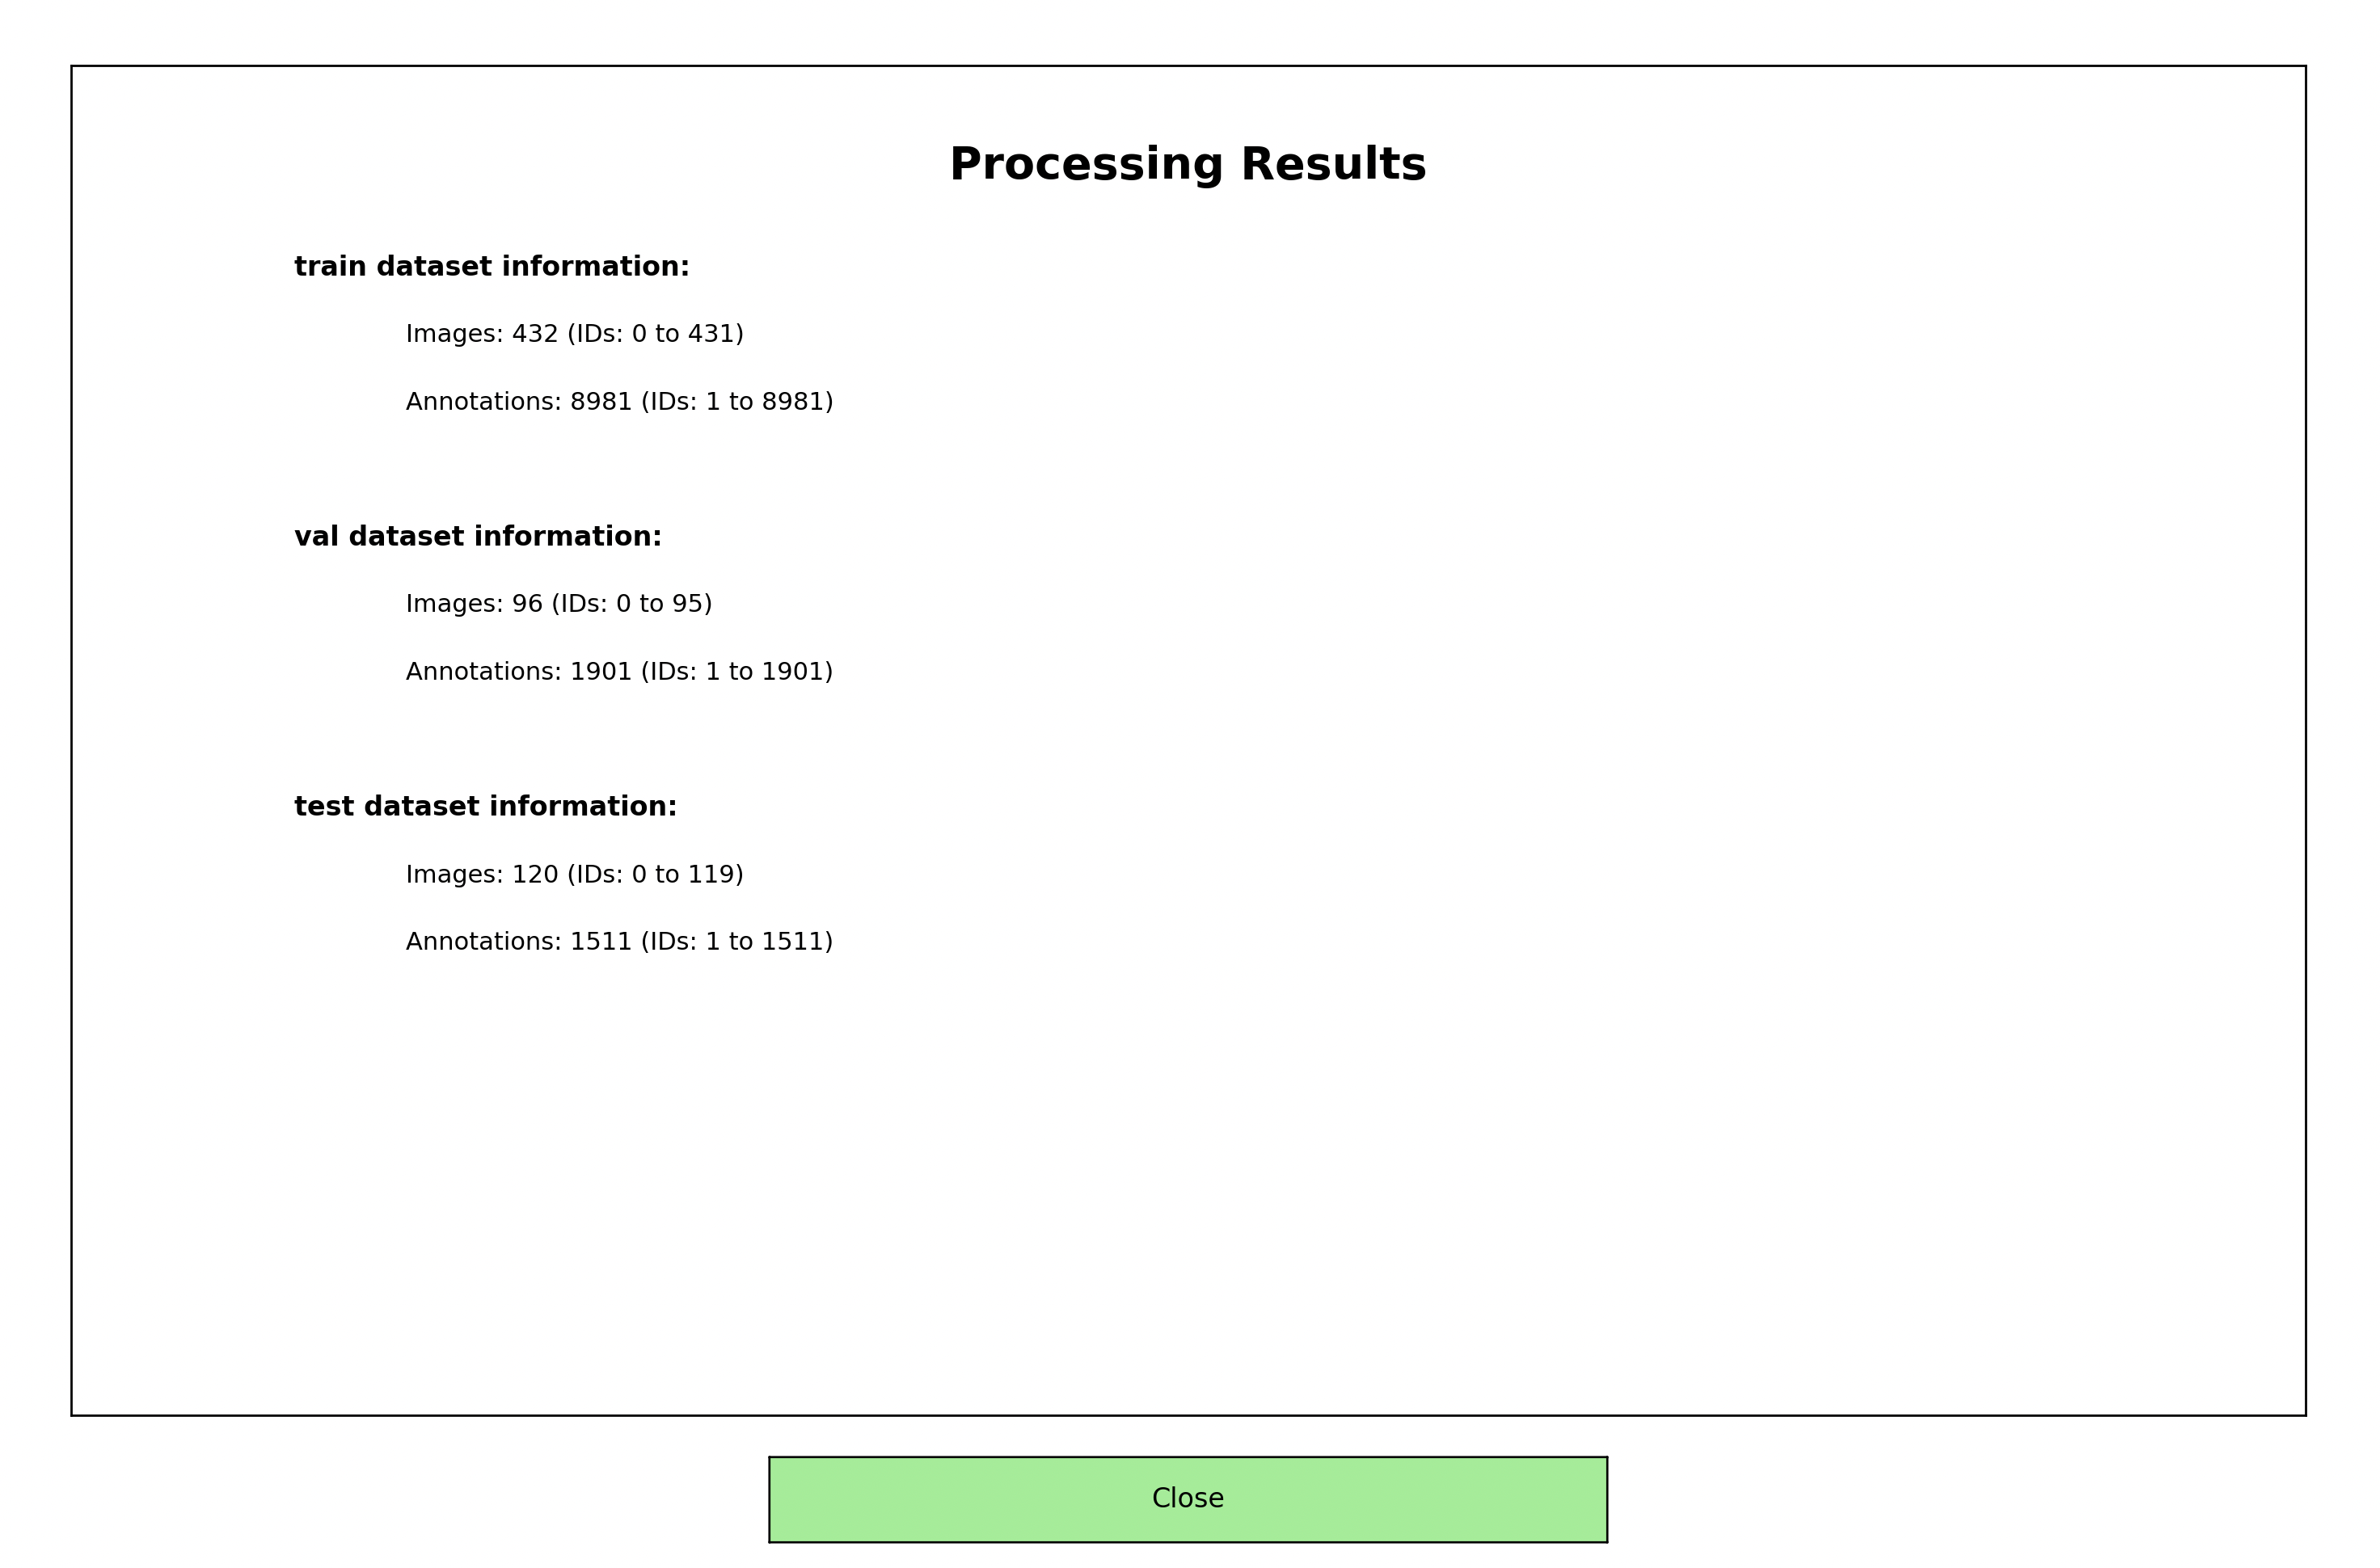 Processing Results
train dataset information:
Images: 432 (IDs: 0 to 431)
Annotations: 8981 (IDs: 1 to 8981)
val dataset information:
Images: 96 (IDs: 0 to 95)
Annotations: 1901 (IDs: 1 to 1901)
test dataset information:
Images: 120 (IDs: 0 to 119)
Annotations: 1511 (IDs: 1 to 1511)
Close